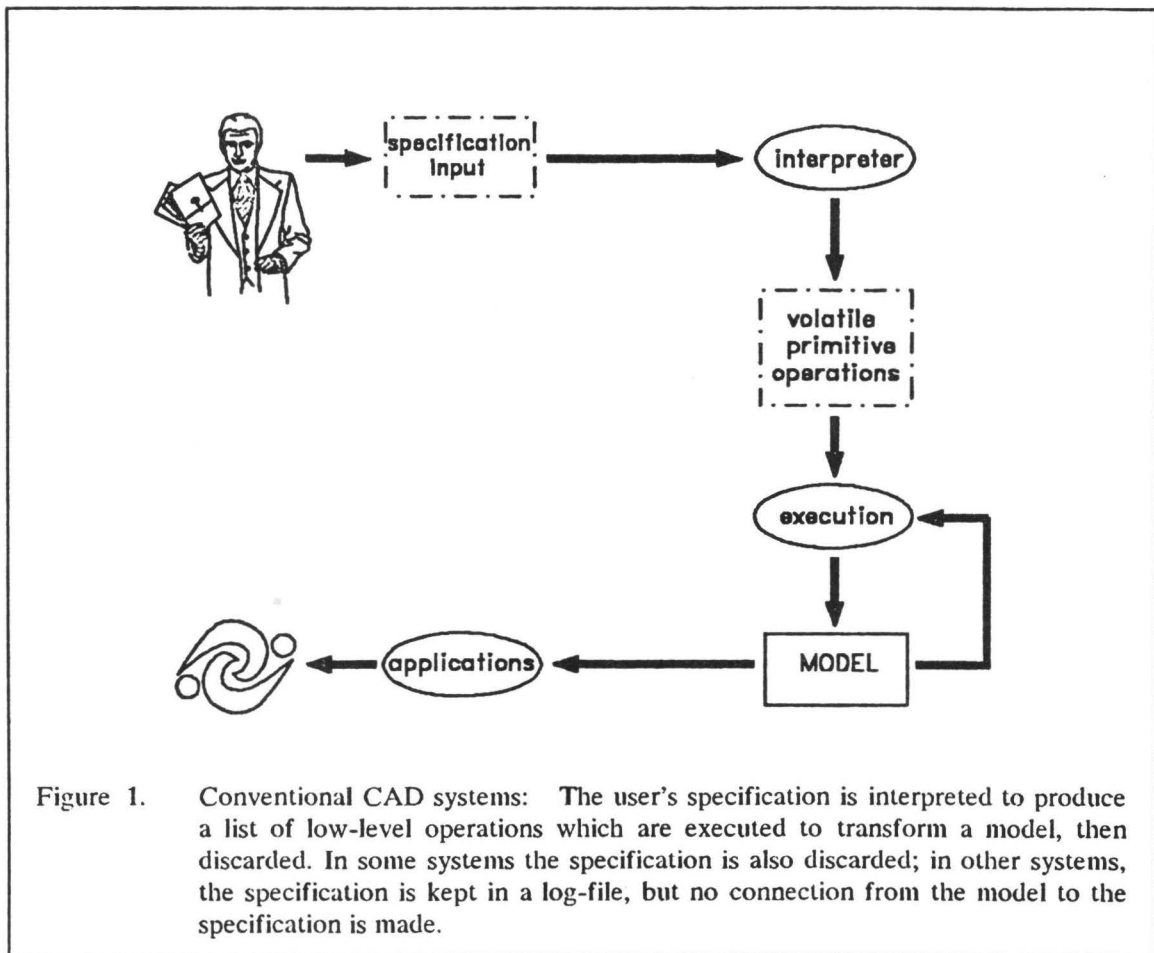 specification
input
interpreter
volatile
primitive
operations
execution
MODEL
applications
Figure 1. Conventional CAD systems: The user's specification is interpreted to produce
a list of low-level operations which are executed to transform a model, then
discarded. In some systems the specification is also discarded; in other systems,
the specification is kept in a log-file, but no connection from the model to the
specification is made.